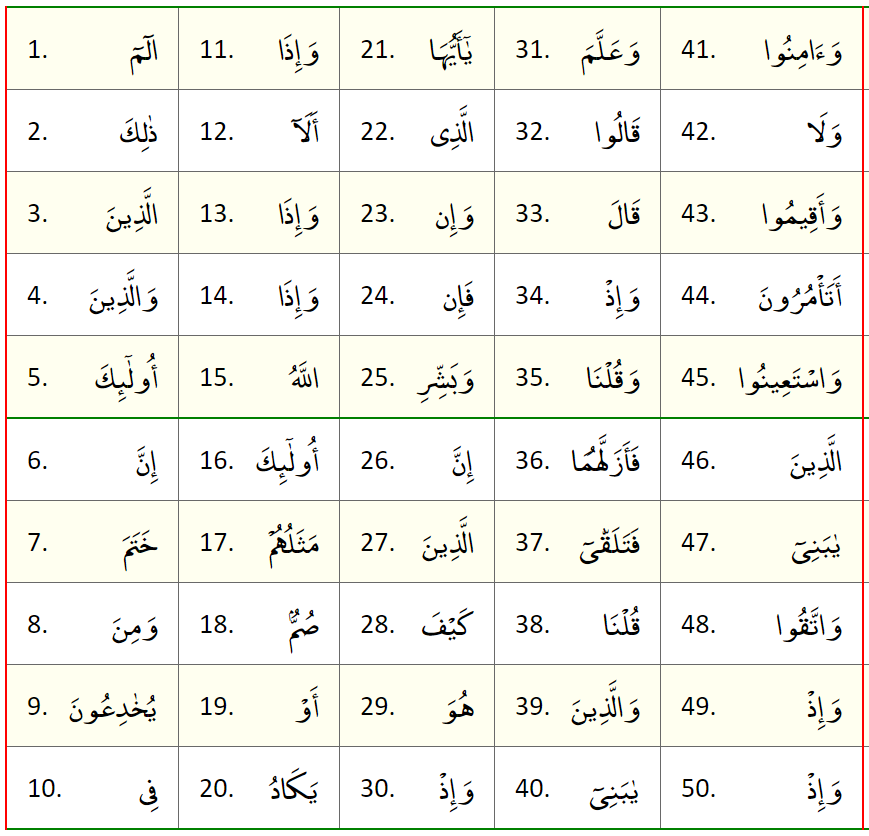 1. الٓمٓ 11. وَإِذَا 21. يَٰٓأَيُّهَا 31. وَعَلَّمَ 41. وَءَامِنُوا
2. ذَٰلِكَ 12. أَلَآ 22. الَّذِى 32. قَالُوا 42. وَلَا
3. الَّذِينَ 13. وَإِذَا 23. وَإِن 33. قَالَ 43. وَأَقِيمُوا
4. وَالَّذِينَ 14. وَإِذَا 24. فَإِن 34. وَإِذْ 44. أَتَأْمُرُونَ
5. أُولَٰٓئِكَ 15. اللَّهُ 25. وَبَشِّرِ 35. وَقُلْنَا 45. وَاسْتَعِينُوا
6. إِنَّ 16. أُولَٰٓئِكَ 26. إِنَّ 36. فَأَزَلَّهُمَا 46. الَّذِينَ
7. خَتَمَ 17. مَثَلُهُمْ 27. الَّذِينَ 37. فَتَلَقَّىٰٓ 47. يَٰبَنِىٓ
8. وَمِنَ 18. صُمٌّۢ 28. كَيْفَ 38. قُلْنَا 48. وَاتَّقُوا
9. يُخَٰدِعُونَ 19. أَوْ 29. هُوَ 39. وَالَّذِينَ 49. وَإِذْ
10. فِى 20. يَكَادُ 30. وَإِذْ 40. يَٰبَنِىٓ 50. وَإِذْ